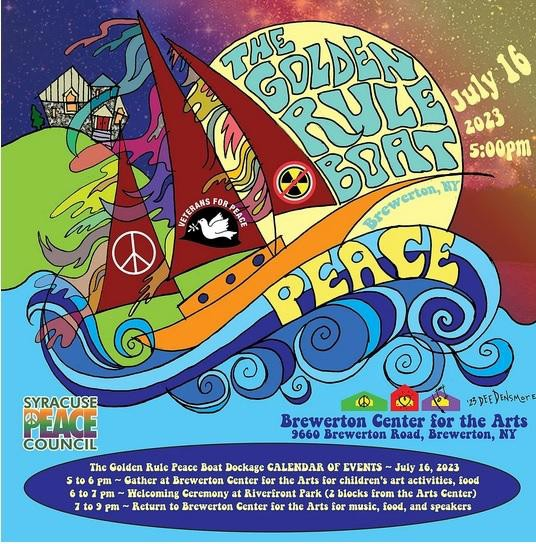 THE
GOLDEN
RULE
BOAT
July 16
2023
5:00pm
Brewerton, NY
VETERANS FOR PEACE
PEACE
'23 DEE DENSMORE
SYRACUSE
PEACE
COUNCIL
Brewerton Center for the Arts
9660 Brewerton Road, Brewerton, NY
The Golden Rule Peace Boat Dockage CALENDAR OF EVENTS ~ July 16, 2023
5 to 6 pm ~ Gather at Brewerton Center for the Arts for children's art activities, food
6 to 7 pm ~ Welcoming Ceremony at Riverfront Park (2 blocks from the Arts Center)
7 to 9 pm ~ Return to Brewerton Center for the Arts for music, food, and speakers